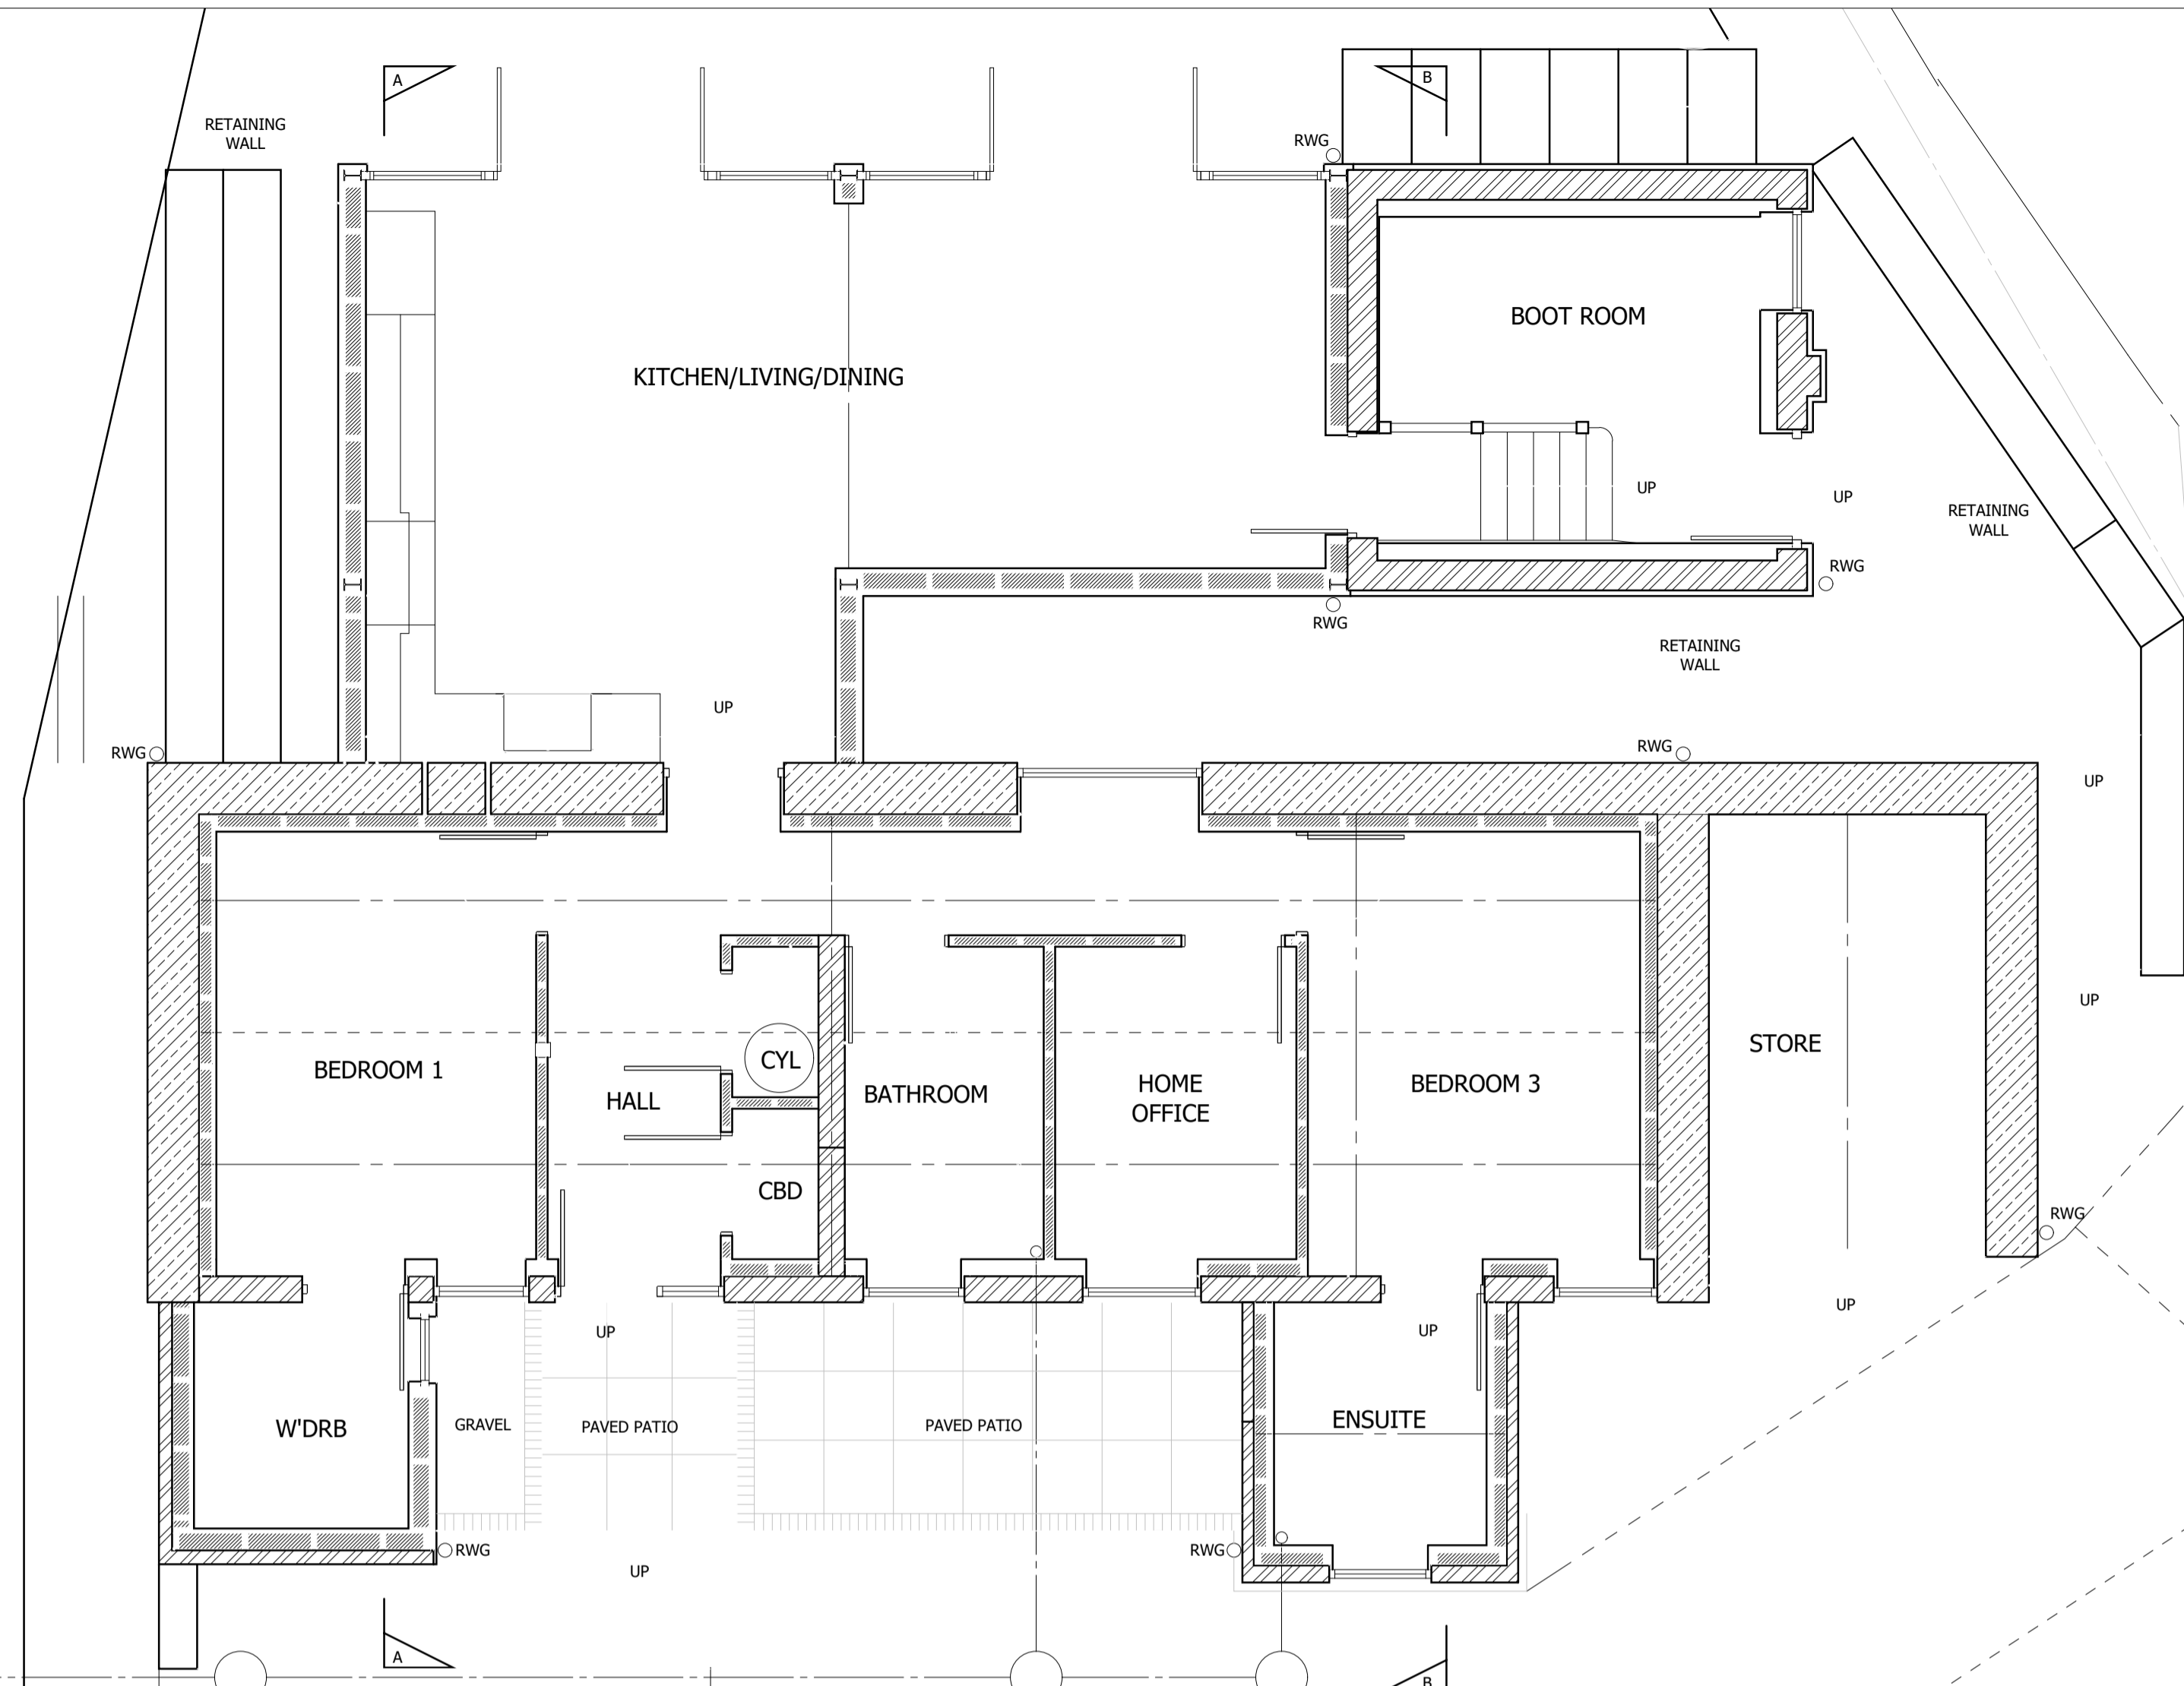 A
B
RETAINING
WALL
RWG
BOOT ROOM
KITCHEN/LIVING/DINING
UP
UP
RETAINING
WALL
RWG
RWG
RETAINING
WALL
UP
RWG
RWG
UP
UP
STORE
CYL
BEDROOM 1
HALL
BATHROOM
HOME
OFFICE
BEDROOM 3
CBD
RWG
UP
UP
UP
ENSUITE
W'DRB
GRAVEL
PAVED PATIO
PAVED PATIO
RWG
RWG
UP
A
B